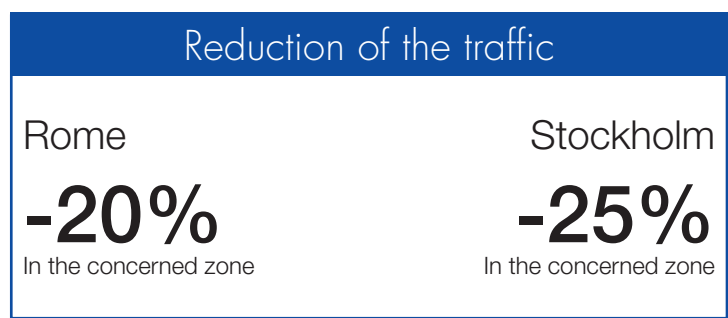 Reduction of the traffic
Rome
-20%
In the concerned zone
Stockholm
-25%
In the concerned zone